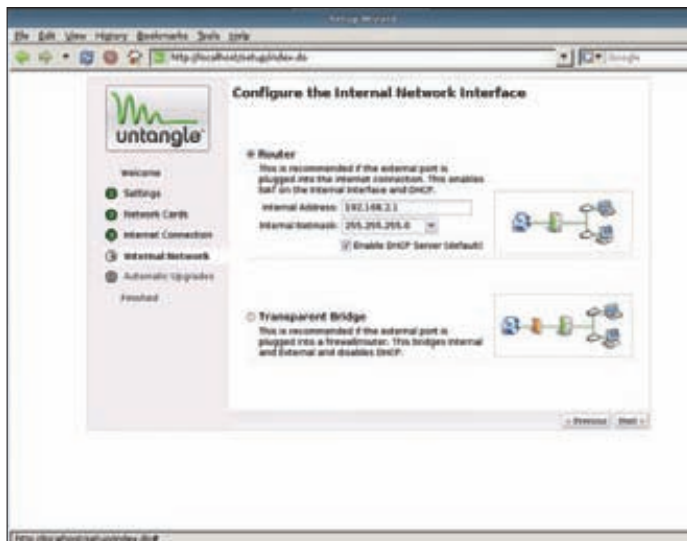 Setup Wizard
File Edit View History Bookmarks Tools Help
http://localhost/setup/index.do
Google
untangle
Welcome
Settings
Network Cards
Internet Connection
Internal Network
Automatic Upgrades
Finished
Configure the Internal Network Interface
Router
This is recommended if the external port is
plugged into the internet connection. This enables
NAT on the Internal Interface and DHCP.
Internal Address: 192.168.2.1
Internal Netmask: 255.255.255.0
Enable DHCP Server (default)
Transparent Bridge
This is recommended if the external port is
plugged into a firewall/router. This bridges Internal
and External and disables DHCP.
« Previous Next »
http://localhost/setup/index.do#